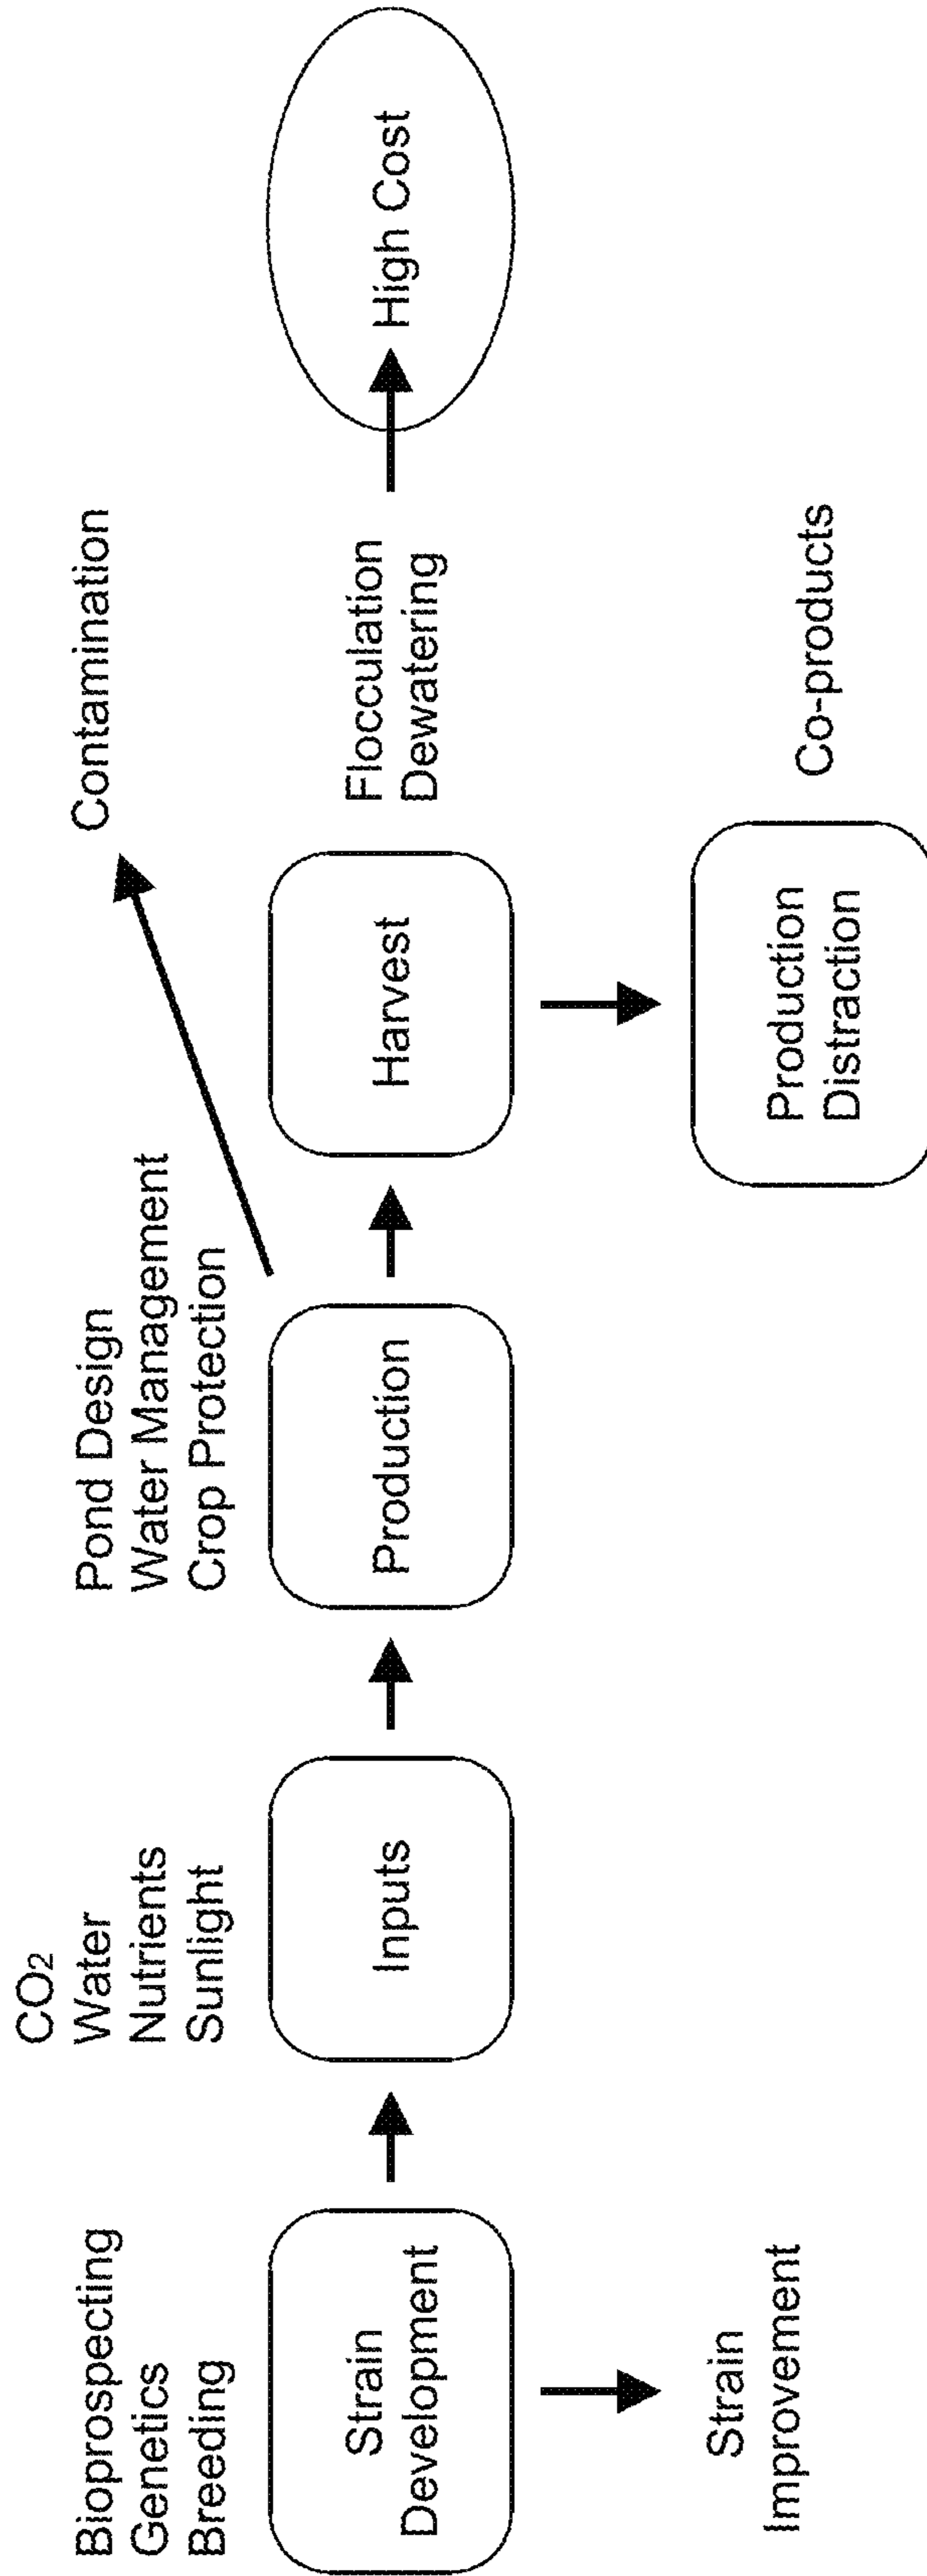 Bioprospecting
Genetics
Breeding
Strain
Development
Strain
Improvement
CO₂
Water
Nutrients
Sunlight
Inputs
Pond Design
Water Management
Crop Protection
Production
Contamination
Harvest
Flocculation
Dewatering
High Cost
Production
Distraction
Co-products